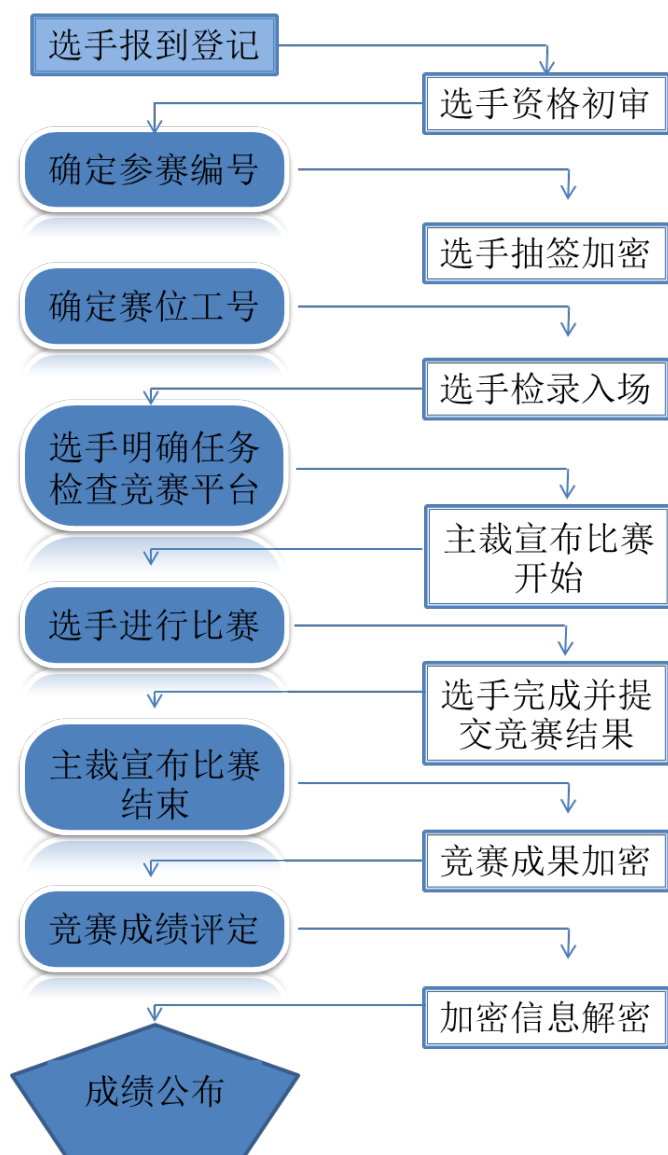 选手报到登记
选手资格初审
确定参赛编号
选手抽签加密
确定赛位工号
选手检录入场
选手明确任务
检查竞赛平台
主裁宣布比赛
开始
选手进行比赛
选手完成并提
交竞赛结果
主裁宣布比赛
结束
竞赛成果加密
竞赛成绩评定
加密信息解密
成绩公布